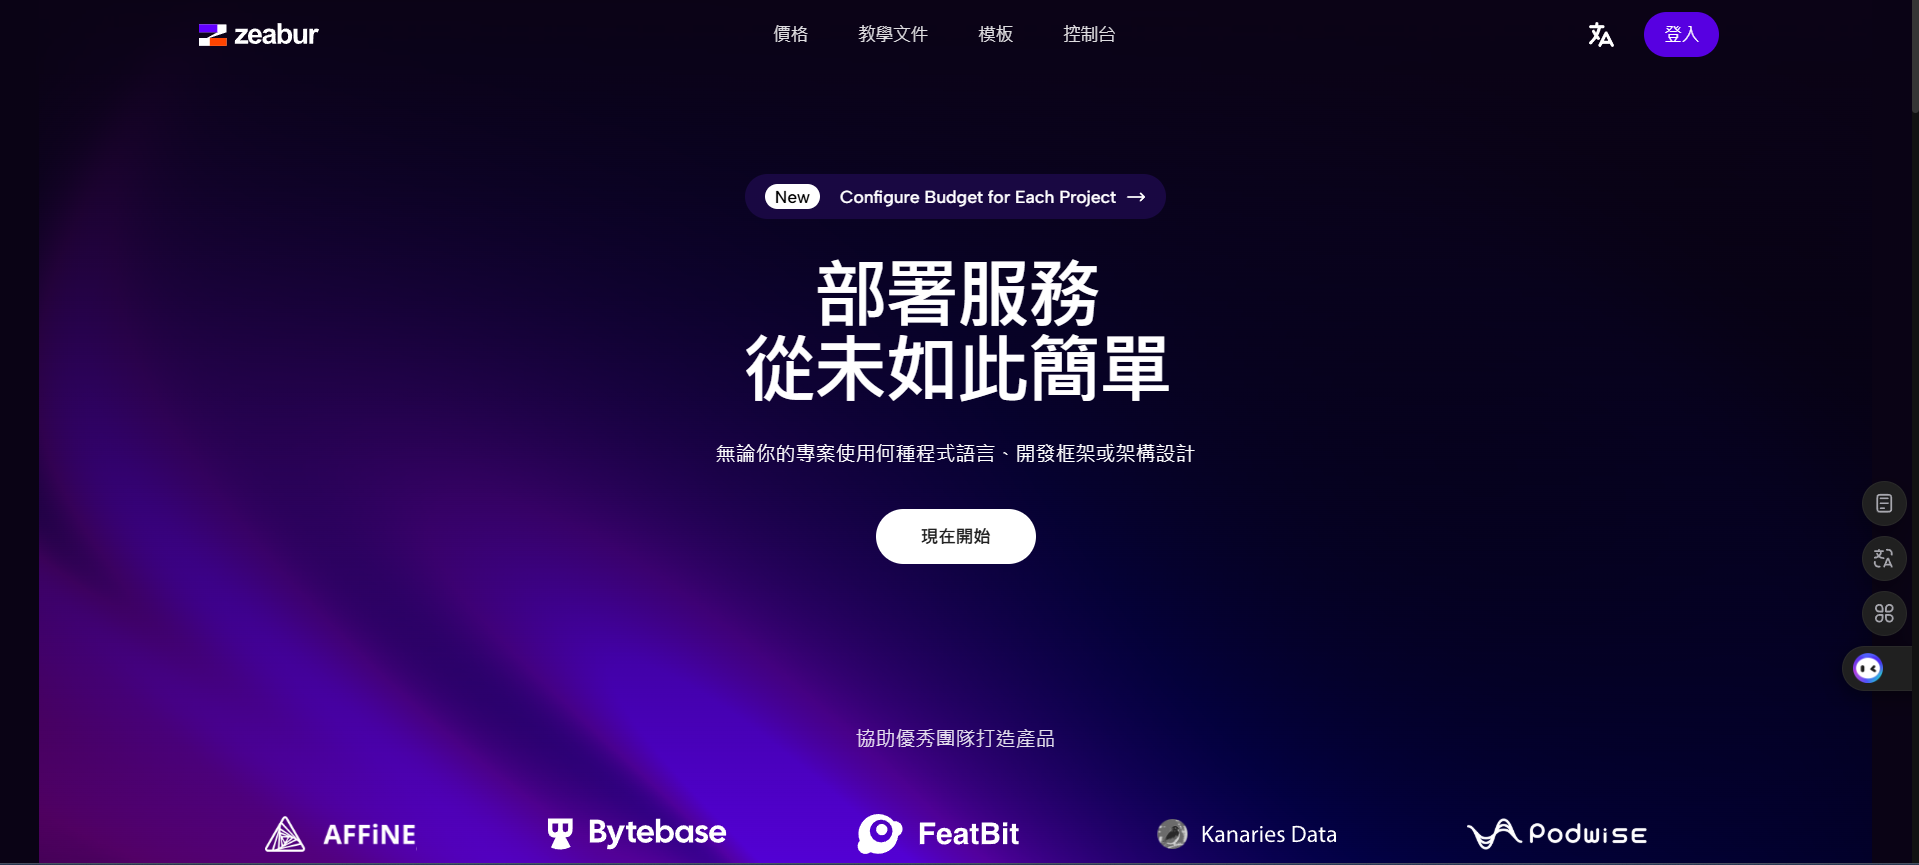 zeabur
價格
教學文件
模板
控制台
登入
New Configure Budget for Each Project →
部署服務
從未如此簡單
無論你的專案使用何種程式語言、開發框架或架構設計
現在開始
協助優秀團隊打造產品
AFFiNE
Bytebase
FeatBit
Kanaries Data
Podwise